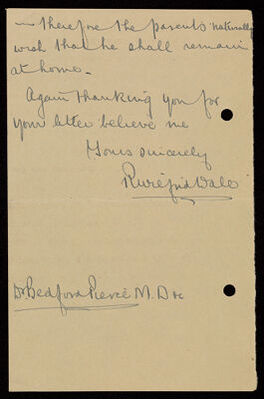 — therefore the parents naturally
wish that he shall remain
at home.
Again thanking you for
your letter believe me
Yours sincerely
Dale
Dr Bedford Pierce M.D